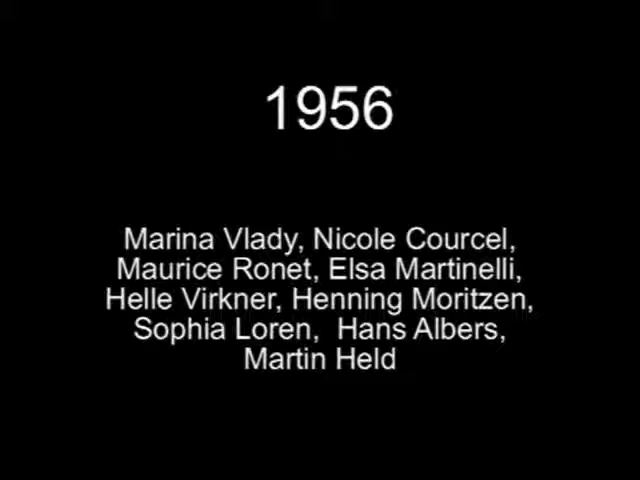 1956
Marina Vlady, Nicole Courcel,
Maurice Ronet, Elsa Martinelli,
Helle Virkner, Henning Moritzen,
Sophia Loren,  Hans Albers,
Martin Held